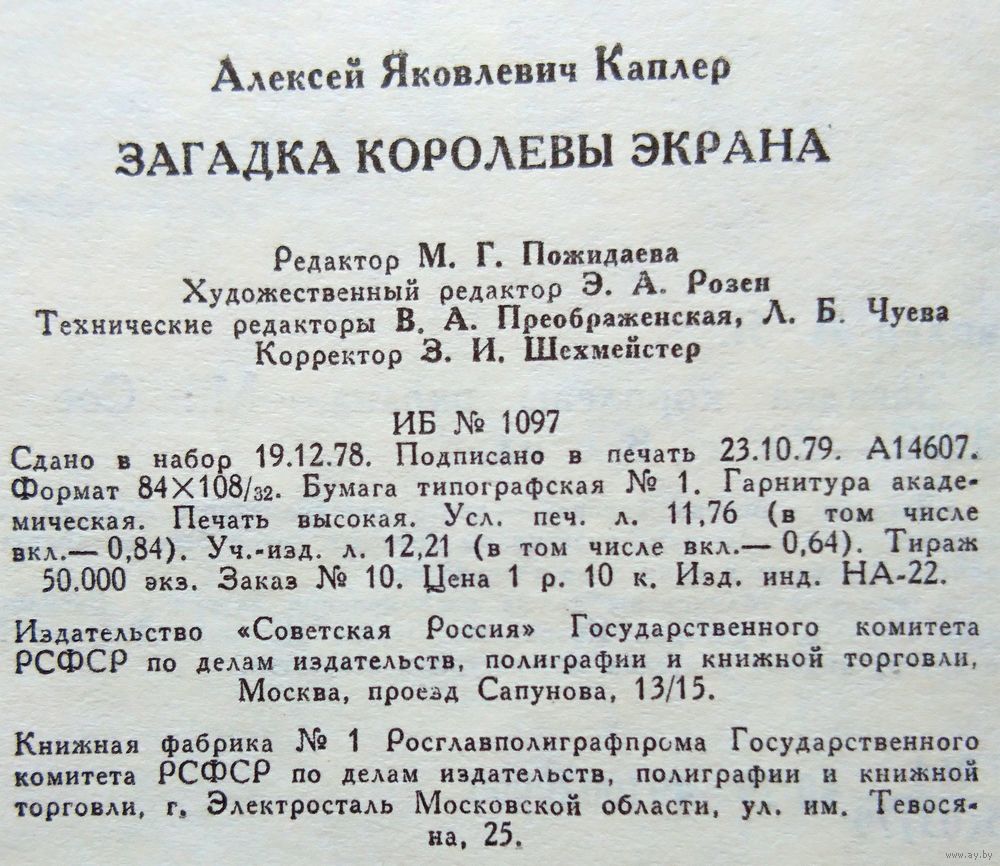 Алексей Яковлевич Каплер
ЗАГАДКА КОРОЛЕВЫ ЭКРАНА
Редактор М. Г. Пожидаева
Художественный редактор Э. А. Розен
Технические редакторы В. А. Преображенская, Л. Б. Чуева
Корректор З. И. Шехмейстер
ИБ № 1097
Сдано в набор 19.12.78. Подписано в печать 23.10.79. А14607.
Формат 84×108/32. Бумага типографская № 1. Гарнитура акаде-
мическая. Печать высокая. Усл. печ. л. 11,76 (в том числе
вкл.— 0,84). Уч.-изд. л. 12,21 (в том числе вкл.— 0,64). Тираж
50.000 экз. Заказ № 10. Цена 1 р. 10 к. Изд. инд. НА-22.
Издательство «Советская Россия» Государственного комитета
РСФСР по делам издательств, полиграфии и книжной торговли,
Москва, проезд Сапунова, 13/15.
Книжная фабрика № 1 Росглавполиграфпрома Государственного
комитета РСФСР по делам издательств, полиграфии и книжной
торговли, г. Электросталь Московской области, ул. им. Тевося-
на, 25.
www.ay.by